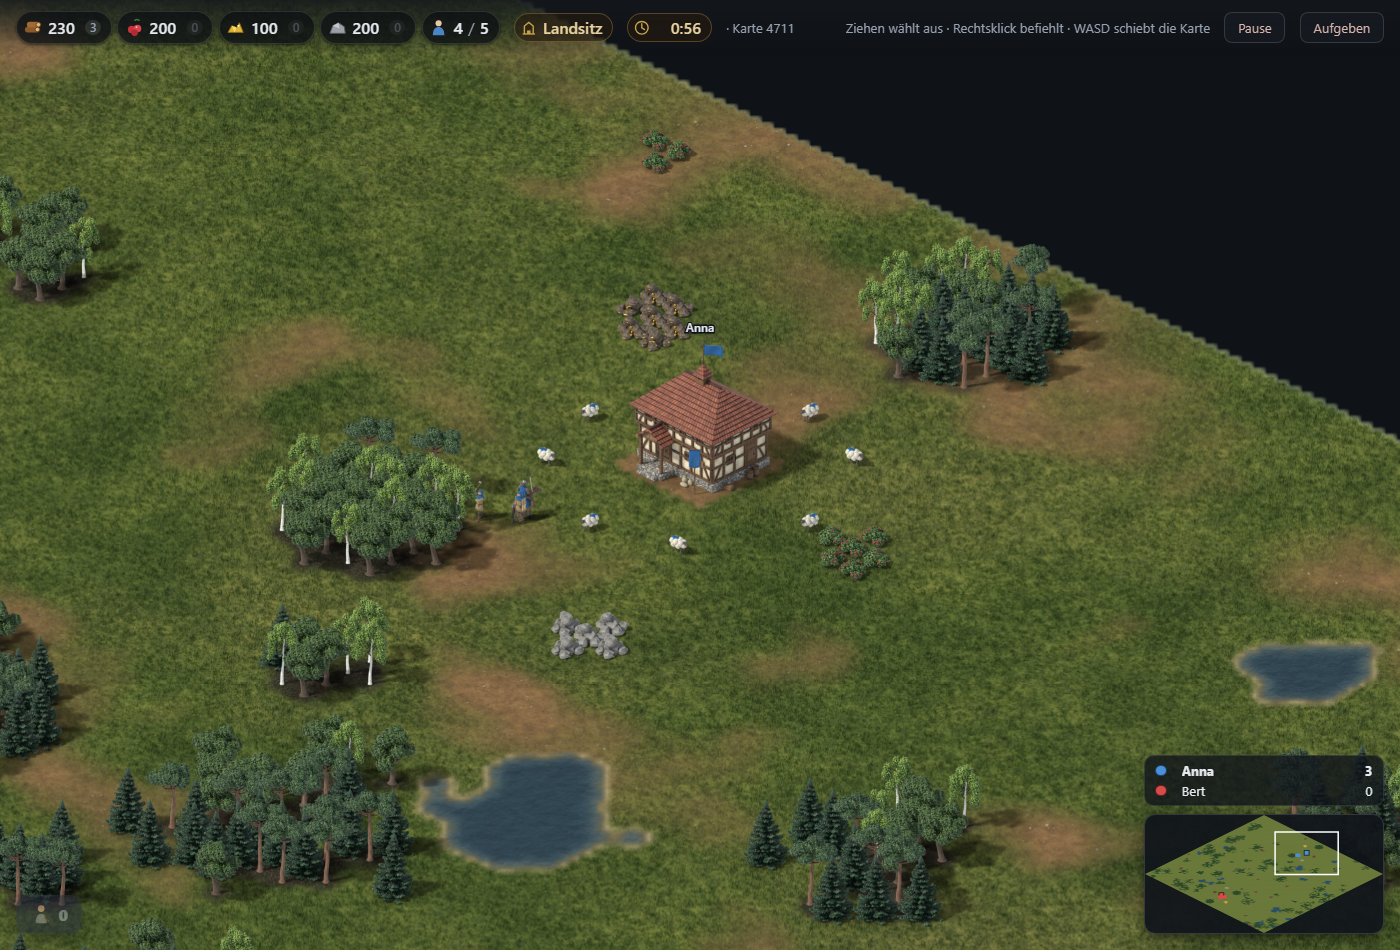 230 3 200 0 100 0 200 0 4 / 5 Landsitz 0:56 · Karte 4711 Ziehen wählt aus · Rechtsklick befiehlt · WASD schiebt die Karte Pause Aufgeben
Anna
Anna 3
Bert 0
0